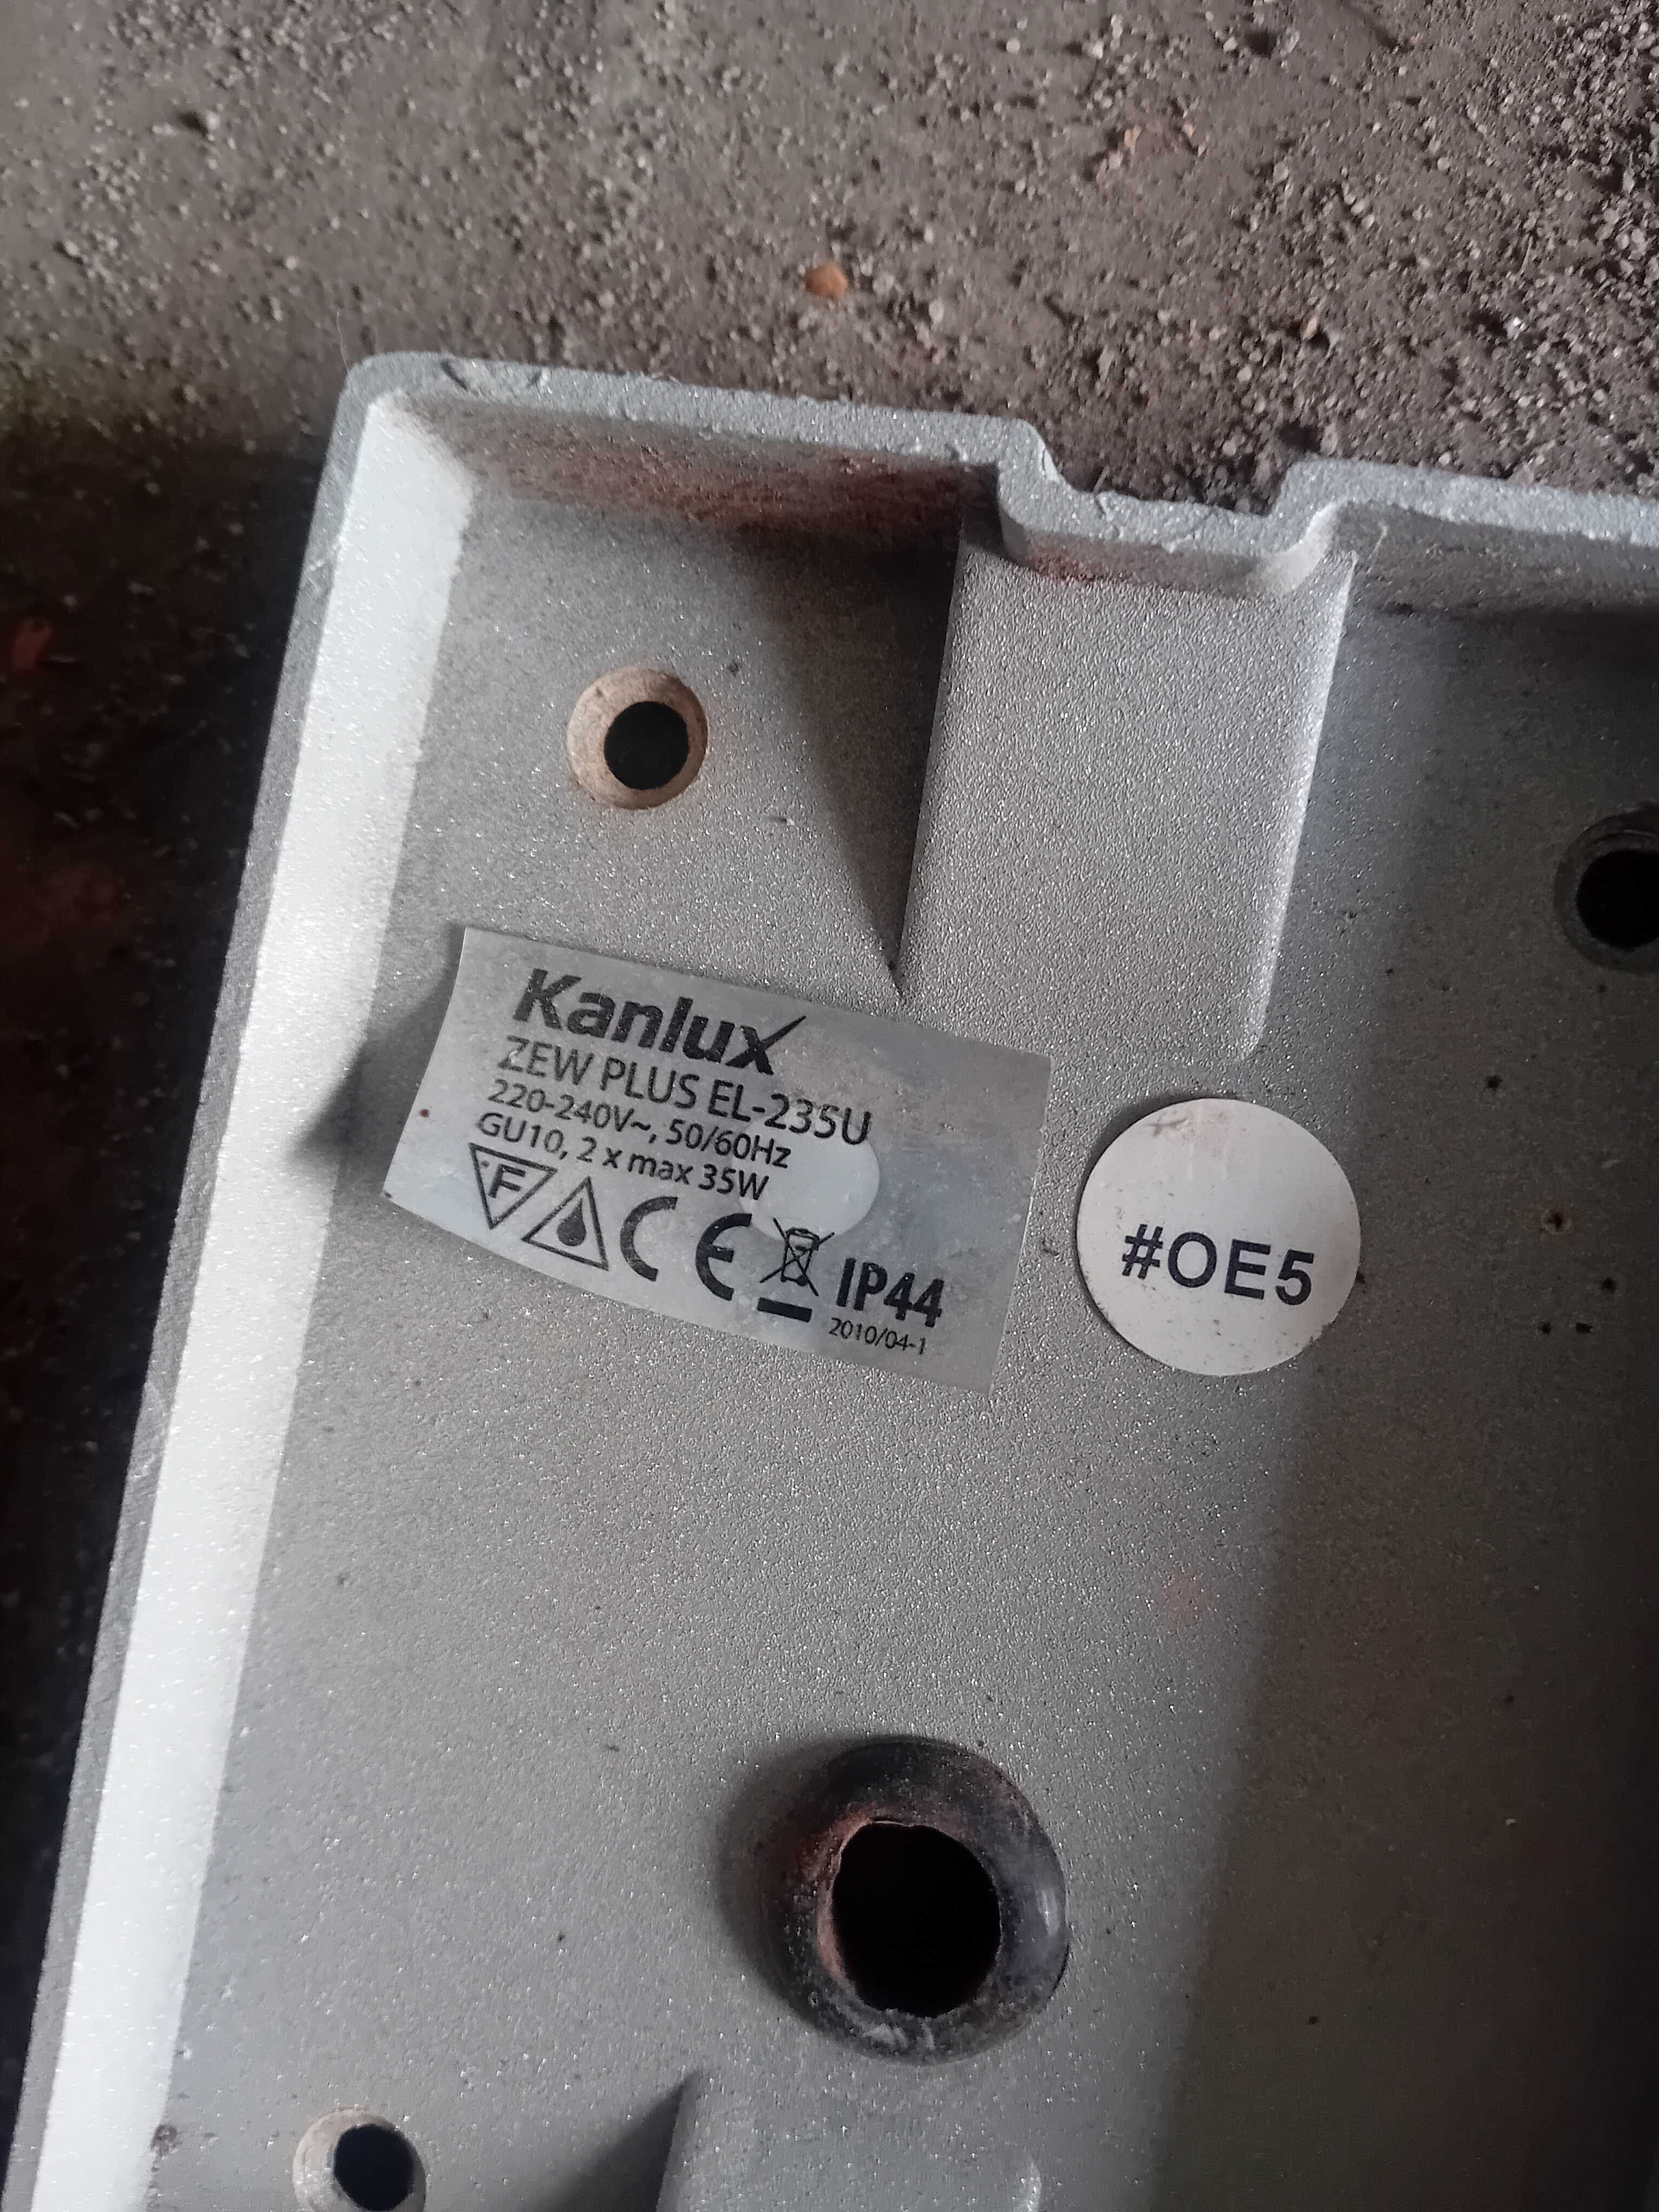 Kanlux
ZEW PLUS EL-235U
220-240V~, 50/60Hz
GU10, 2 x max 35W
F CE IP44
2010/04-1
#OE5